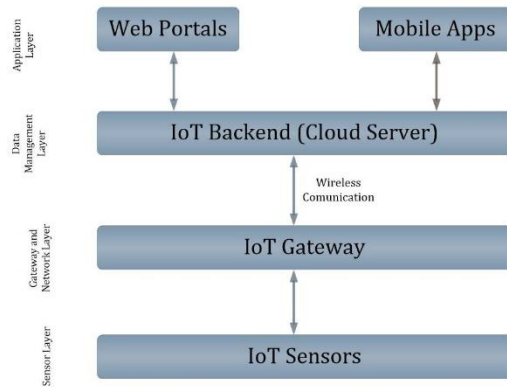 Application
Layer
Web Portals
Mobile Apps
Data
Management
Layer
IoT Backend (Cloud Server)
Wireless
Comunication
Gateway and
Network Layer
IoT Gateway
Sensor Layer
IoT Sensors